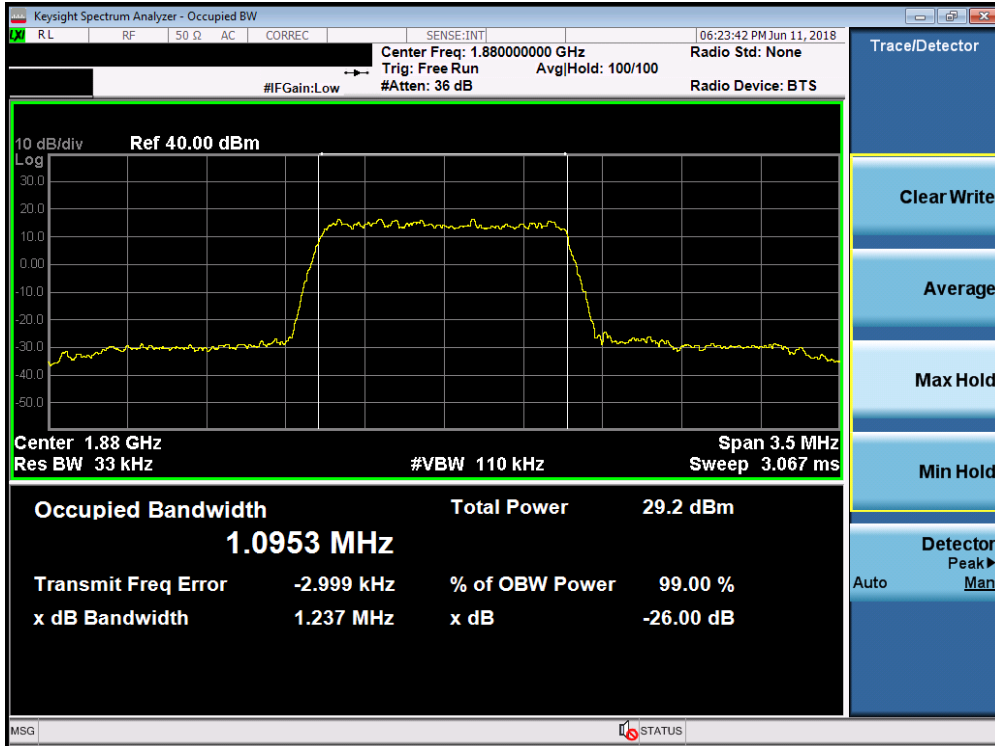 Keysight Spectrum Analyzer - Occupied BW
LXI RL RF 50 Ω AC CORREC SENSE:INT 06:23:42 PM Jun 11, 2018
Center Freq: 1.880000000 GHz Radio Std: None
Trig: Free Run Avg|Hold: 100/100
#IFGain:Low #Atten: 36 dB Radio Device: BTS
10 dB/div Ref 40.00 dBm
Log
30.0
20.0
10.0
0.00
-10.0
-20.0
-30.0
-40.0
-50.0
Center 1.88 GHz Span 3.5 MHz
Res BW 33 kHz #VBW 110 kHz Sweep 3.067 ms
Occupied Bandwidth Total Power 29.2 dBm
1.0953 MHz
Transmit Freq Error -2.999 kHz % of OBW Power 99.00 %
x dB Bandwidth 1.237 MHz x dB -26.00 dB
MSG STATUS
Trace/Detector
Clear Write
Average
Max Hold
Min Hold
Detector
Peak▶
Auto Man